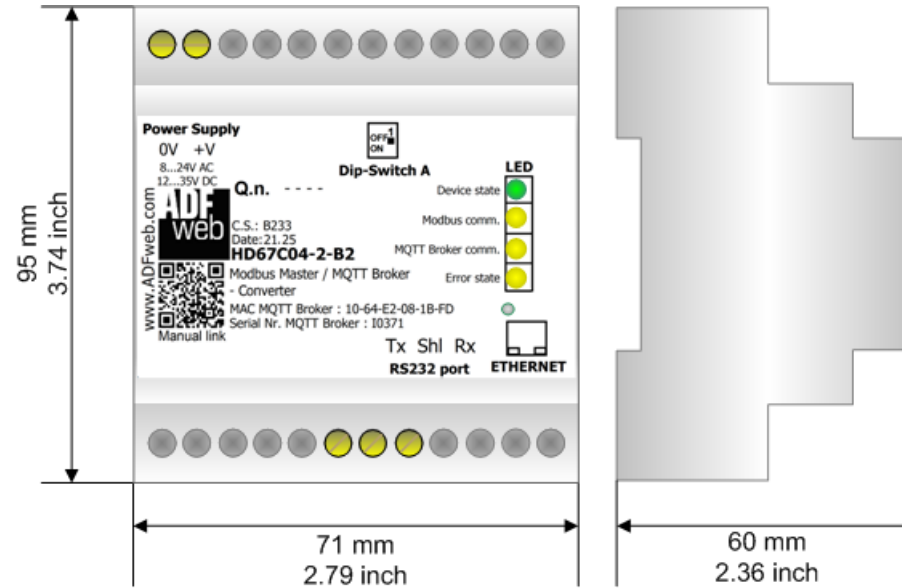 Power Supply
0V +V
8...24V AC
12...35V DC
OFF 1
ON
Dip-Switch A
LED
Device state
Modbus comm.
MQTT Broker comm.
Error state
www.ADFweb.com
ADF
web
Q.n. - - - -
C.S.: B233
Date:21.25
HD67C04-2-B2
Modbus Master / MQTT Broker
- Converter
MAC MQTT Broker : 10-64-E2-08-1B-FD
Serial Nr. MQTT Broker : I0371
Manual link
Tx Shl Rx
RS232 port
ETHERNET
95 mm
3.74 inch
71 mm
2.79 inch
60 mm
2.36 inch